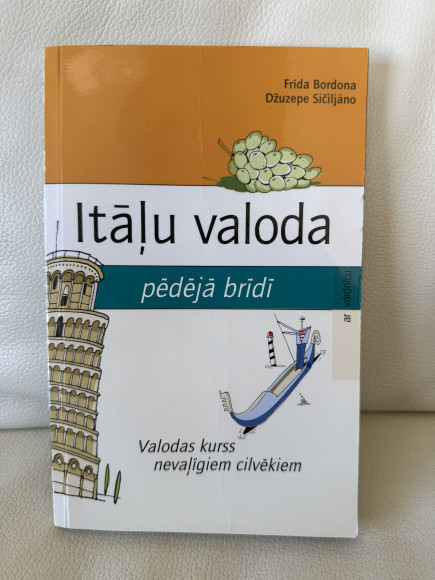 Frida Bordona
Džuzepe Sičiljāno
Itāļu valoda
pēdējā brīdī
ar vārdnīcu
Valodas kurss
nevaļīgiem cilvēkiem